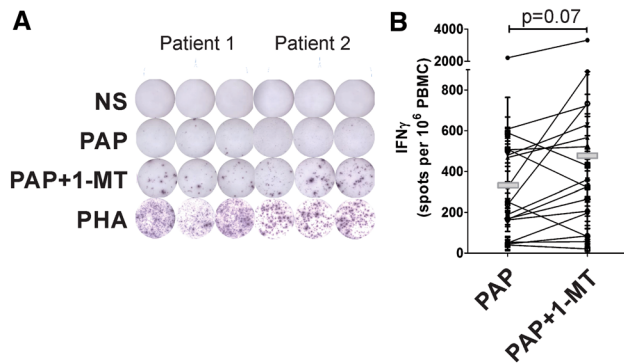 A
Patient 1 Patient 2
NS
PAP
PAP+1-MT
PHA
B
p=0.07
IFNγ
(spots per 10⁶ PBMC)
4000
2000
800
600
400
200
0
PAP
PAP+1-MT